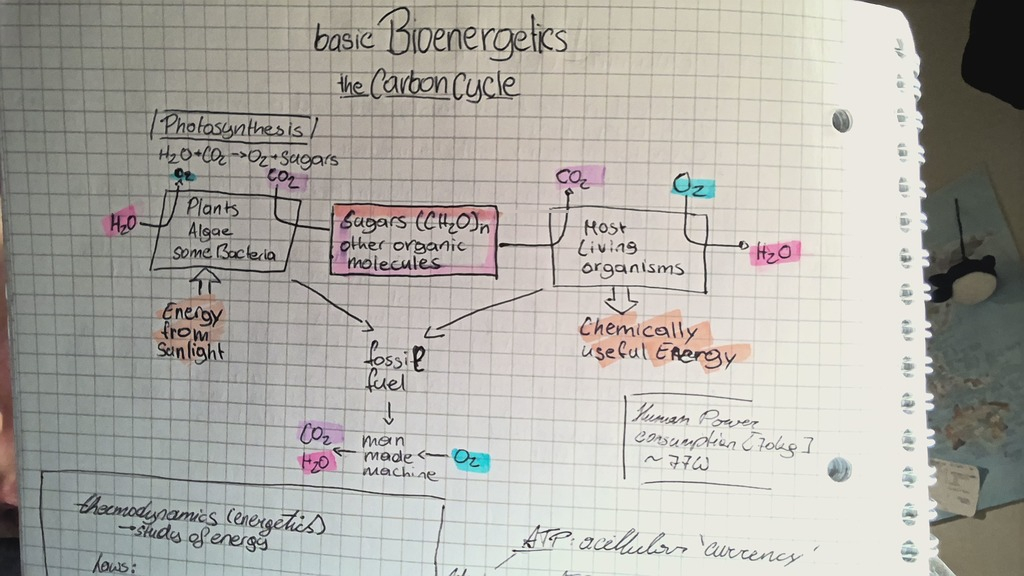 basic Bioenergetics
the Carbon Cycle
Photosynthesis
H₂O + CO₂ → O₂ + Sugars
O₂
CO₂
H₂O
Plants
Algae
some Bacteria
Energy
from
Sunlight
Sugars (CH₂O)n
other organic
molecules
CO₂
O₂
Most
Living
organisms
H₂O
Chemically
useful Energy
fossil
fuel
man
made
machine
CO₂
H₂O
O₂
Human Power
consumption [70kg]
~ 77W
thermodynamics (energetics)
→ study of energy
laws:
ATP: a cellular 'currency'